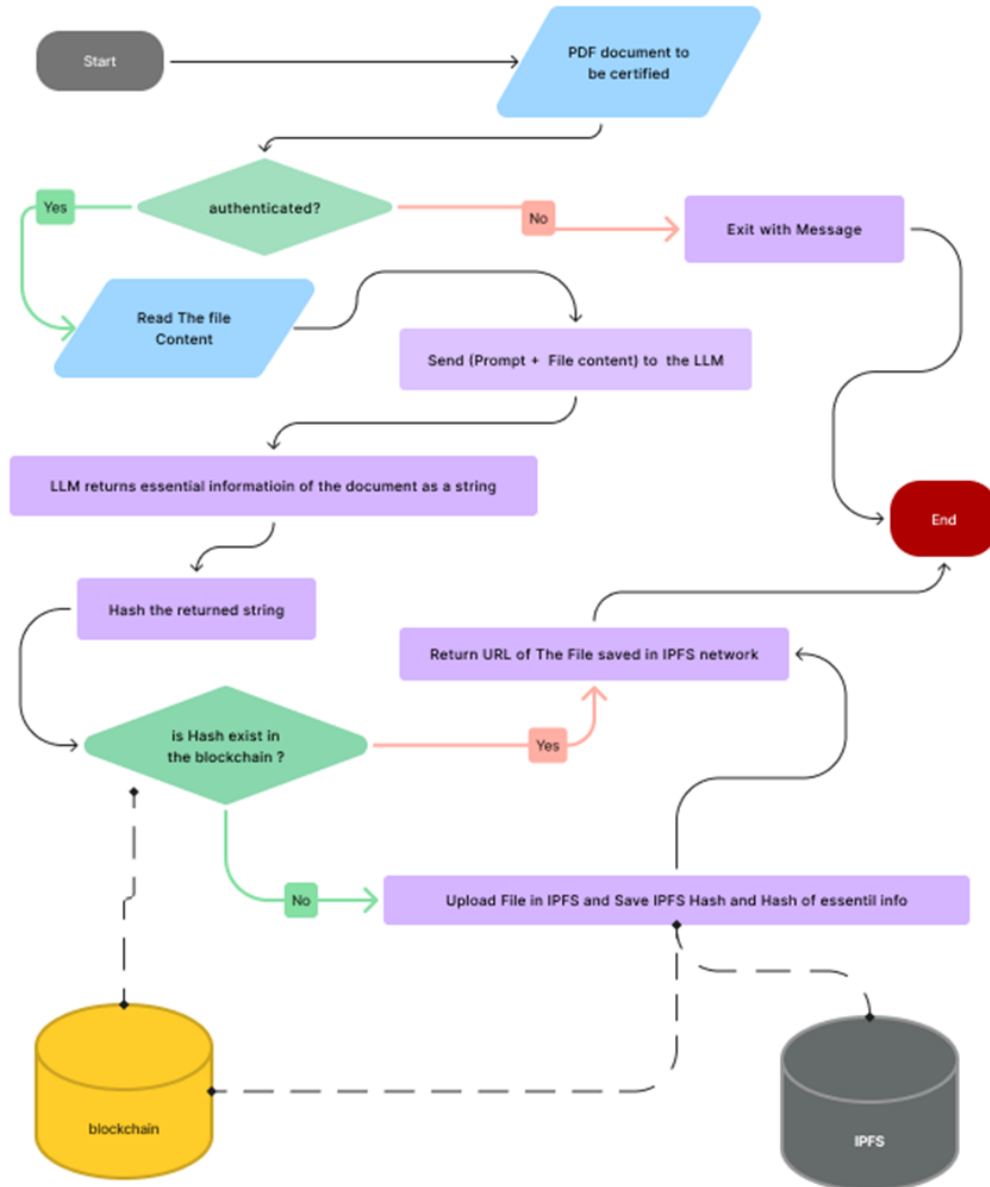 Start
PDF document to
be certified
authenticated?
Yes
No
Exit with Message
Read The file
Content
Send (Prompt + File content) to the LLM
LLM returns essential informatioin of the document as a string
End
Hash the returned string
Return URL of The File saved in IPFS network
is Hash exist in
the blockchain ?
Yes
No
Upload File in IPFS and Save IPFS Hash and Hash of essentil info
blockchain
IPFS